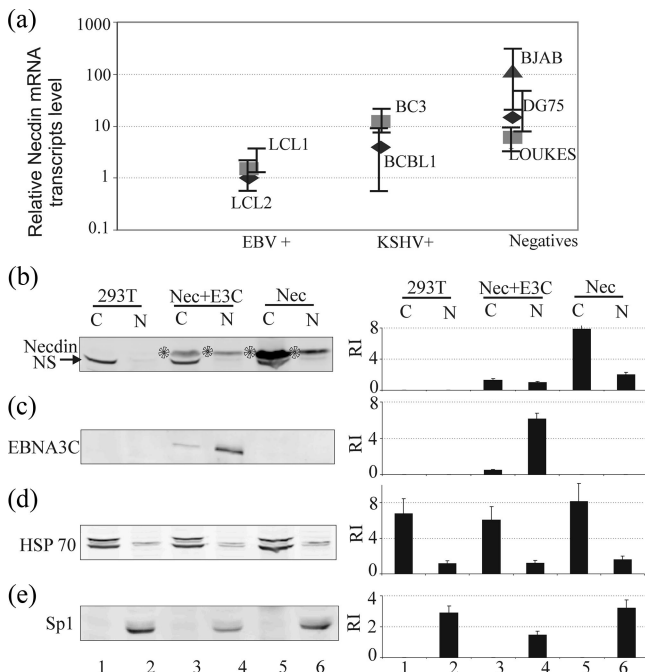 (a)
Relative Necdin mRNA
transcripts level
1000
100
10
1
0.1
LCL1
LCL2
BC3
BCBL1
BJAB
DG75
LOUKES
EBV +
KSHV+
Negatives
(b)
293T
Nec+E3C
Nec
C
N
C
N
C
N
Necdin
NS
293T
Nec+E3C
Nec
C
N
C
N
C
N
RI
8
4
0
(c)
EBNA3C
RI
8
4
0
(d)
HSP 70
RI
8
4
0
(e)
Sp1
RI
4
2
0
1
2
3
4
5
6
1
2
3
4
5
6